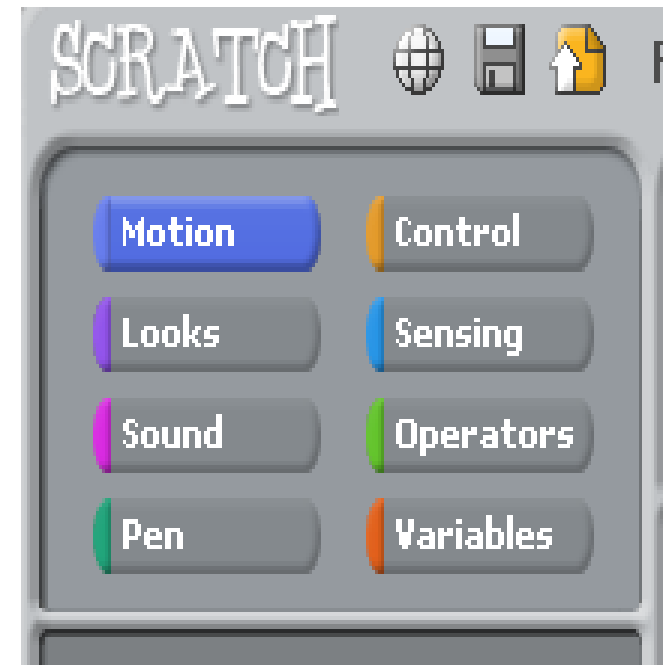 SCRATCH
Motion Control
Looks Sensing
Sound Operators
Pen Variables